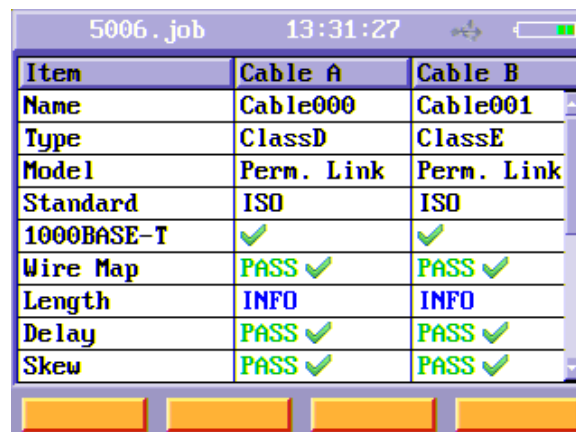 5006.job 13:31:27
Item Cable A Cable B
Name Cable000 Cable001
Type ClassD ClassE
Model Perm. Link Perm. Link
Standard ISO ISO
1000BASE-T
Wire Map PASS PASS
Length INFO INFO
Delay PASS PASS
Skew PASS PASS